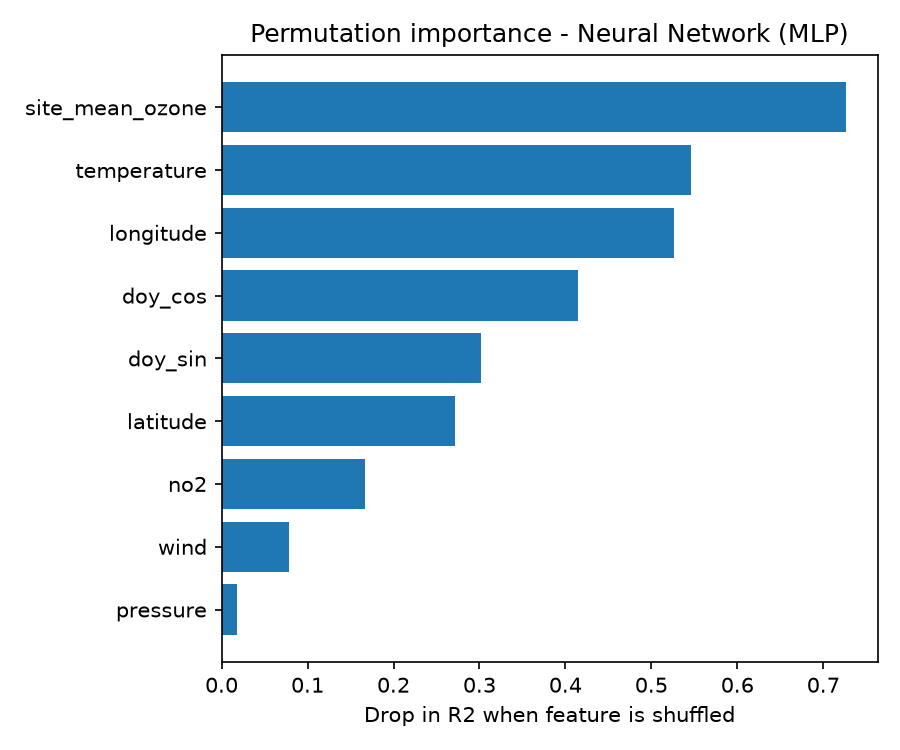 Permutation importance - Neural Network (MLP)
site_mean_ozone
temperature
longitude
doy_cos
doy_sin
latitude
no2
wind
pressure
0.0 0.1 0.2 0.3 0.4 0.5 0.6 0.7
Drop in R2 when feature is shuffled